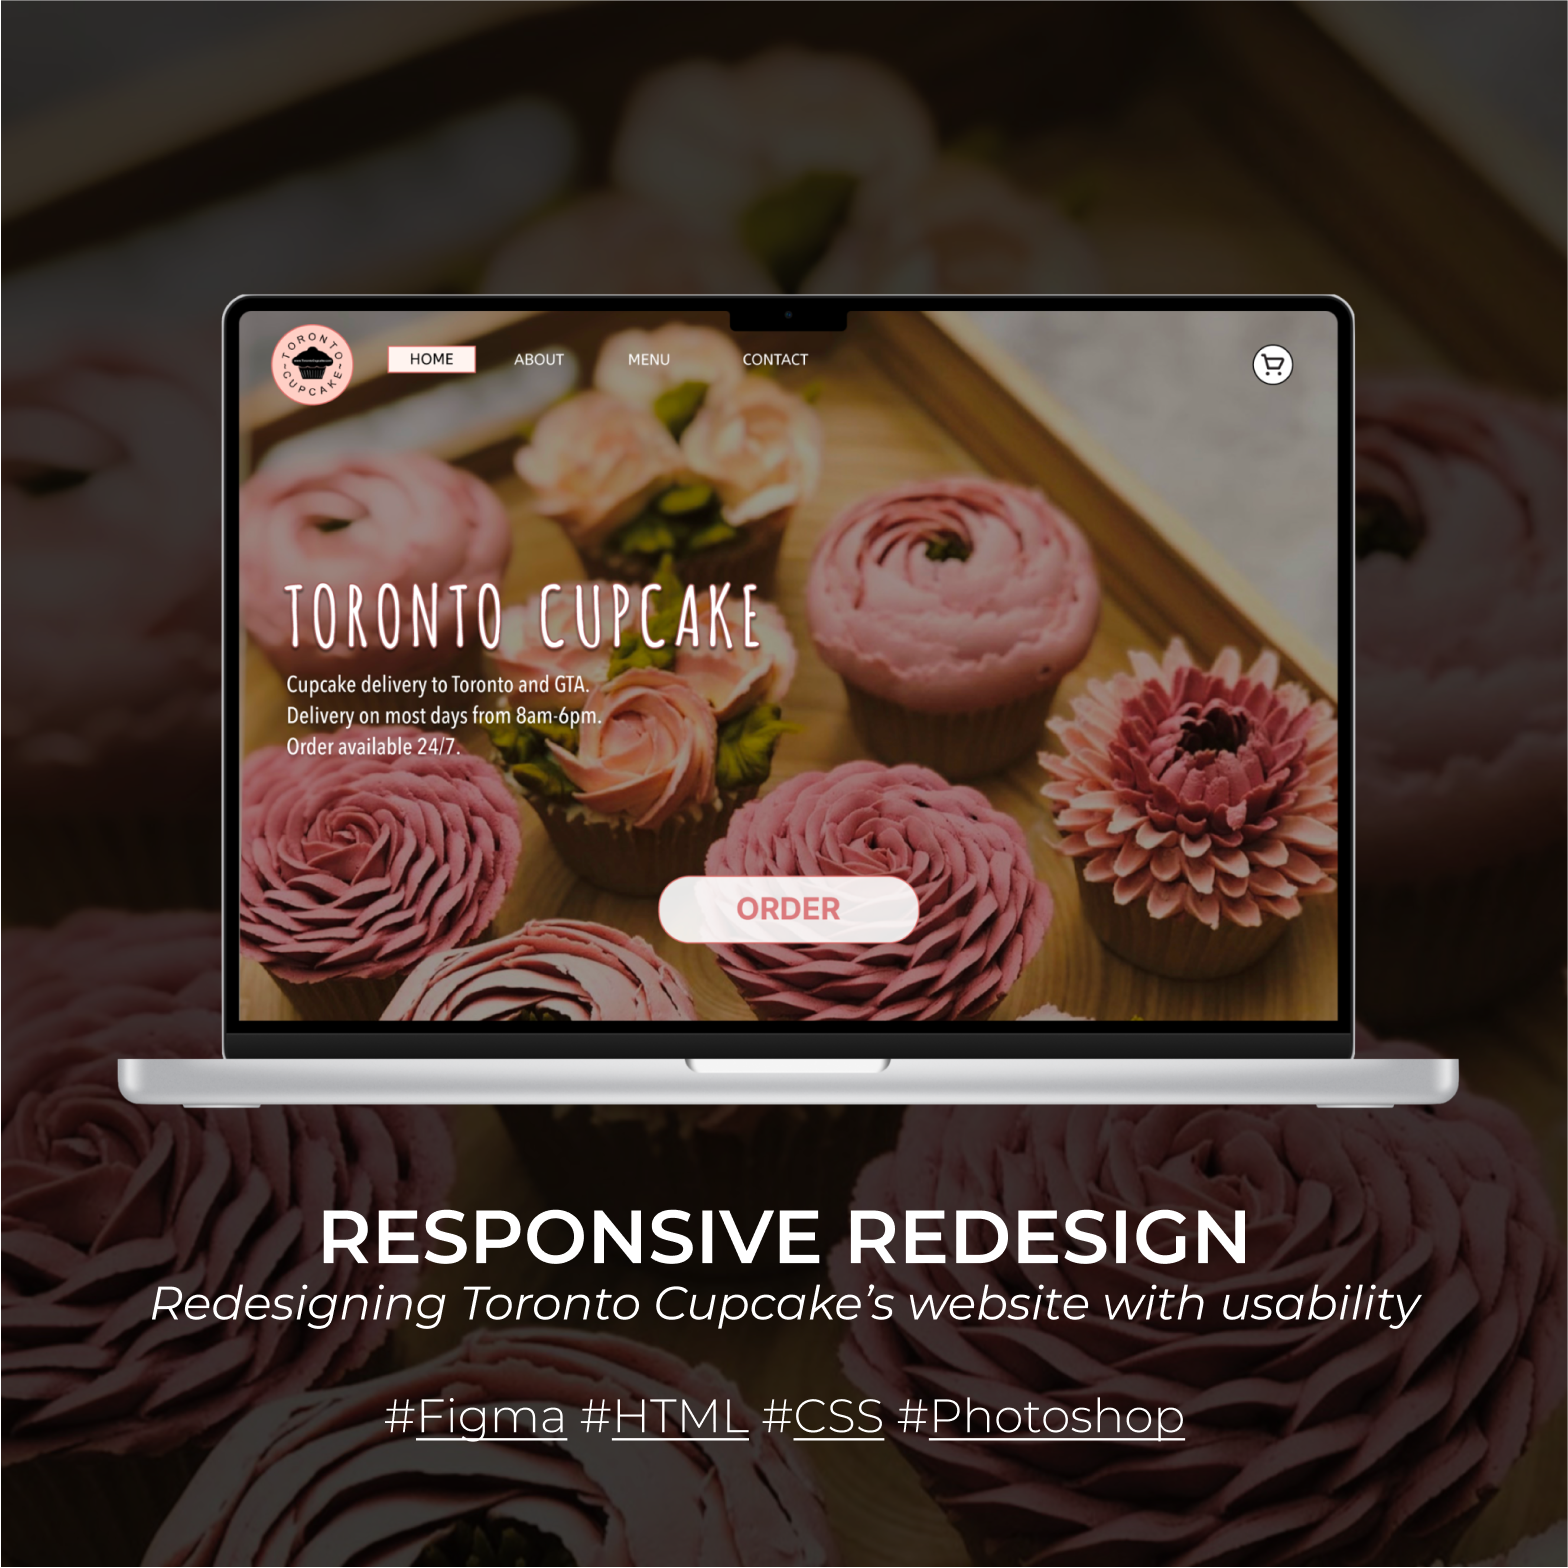 TORONTO
CUPCAKE
HOME
ABOUT
MENU
CONTACT
TORONTO CUPCAKE
Cupcake delivery to Toronto and GTA.
Delivery on most days from 8am-6pm.
Order available 24/7.
ORDER
RESPONSIVE REDESIGN
Redesigning Toronto Cupcake’s website with usability
#Figma #HTML #CSS #Photoshop